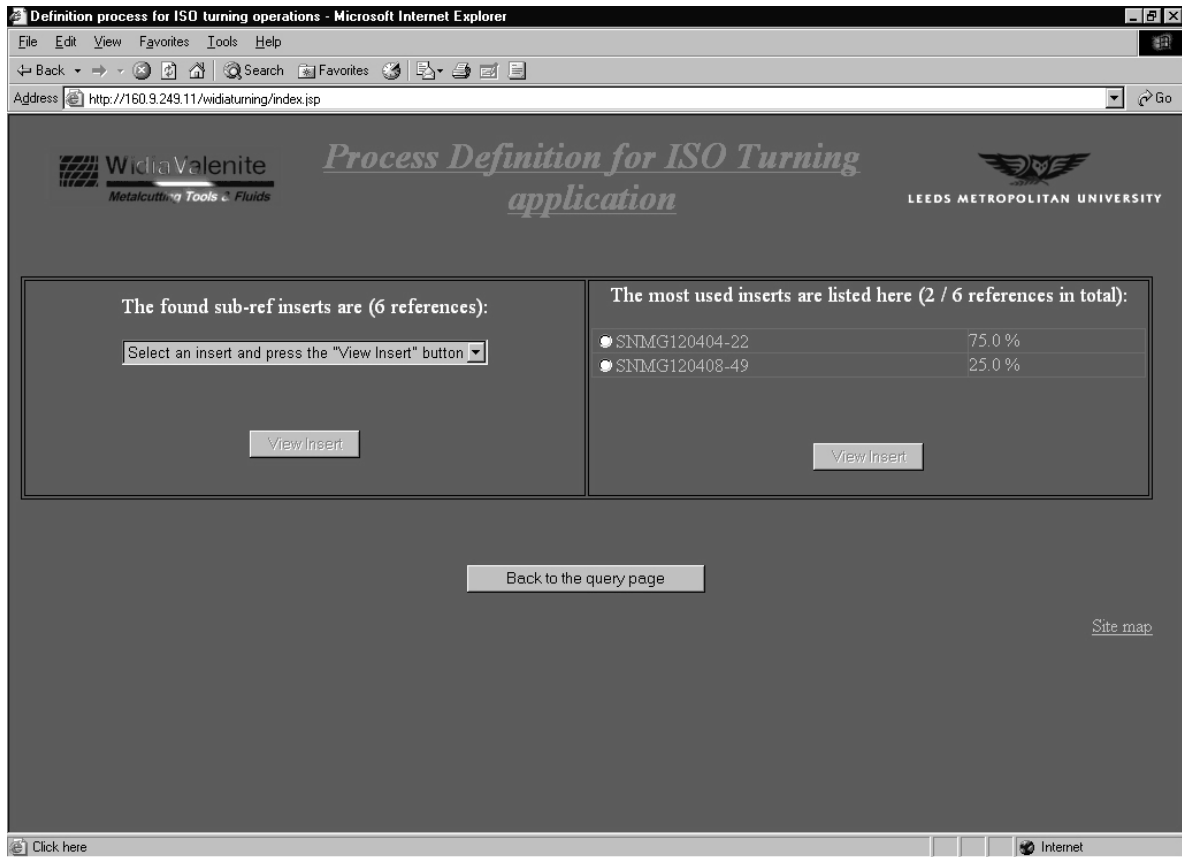 Definition process for ISO turning operations - Microsoft Internet Explorer
File Edit View Favorites Tools Help
Back Search Favorites
Address http://160.9.249.11/widiaturning/index.jsp Go
WidiaValenite
Metalcutting Tools & Fluids
Process Definition for ISO Turning
application
LEEDS METROPOLITAN UNIVERSITY
The found sub-ref inserts are (6 references):
Select an insert and press the "View Insert" button
View Insert
The most used inserts are listed here (2 / 6 references in total):
SNMG120404-22 75.0 %
SNMG120408-49 25.0 %
View Insert
Back to the query page
Site map
Click here Internet